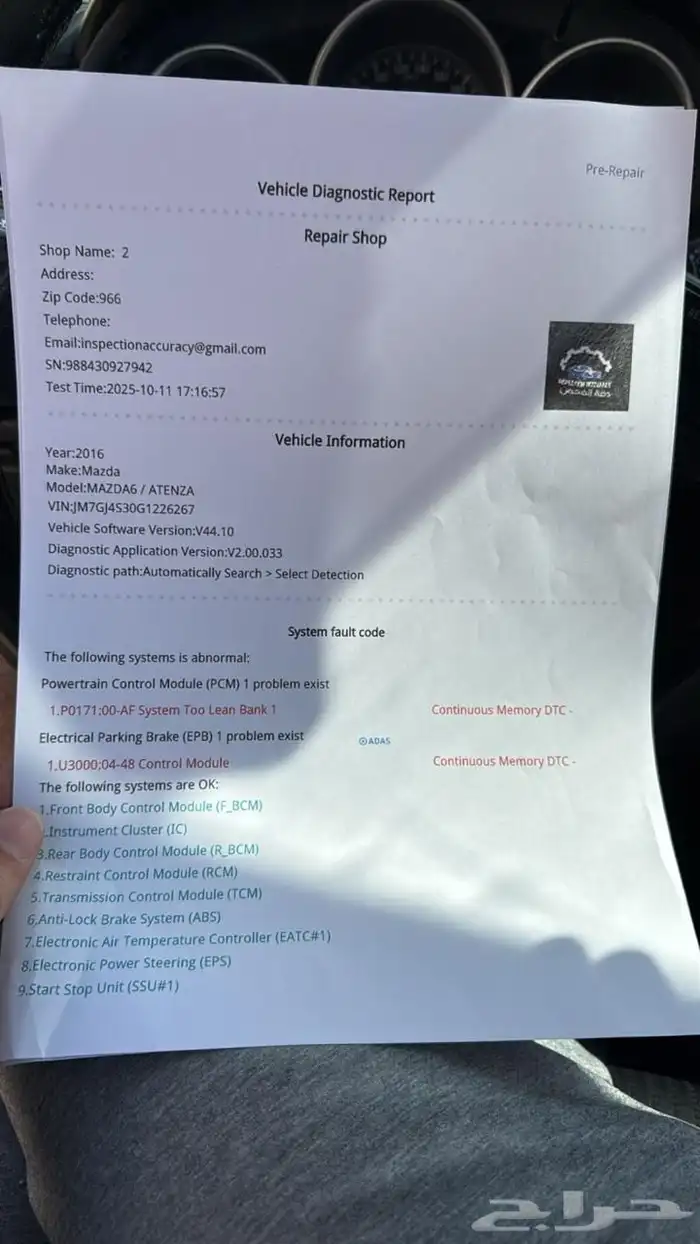 Pre-Repair
Vehicle Diagnostic Report
Repair Shop
Shop Name: 2
Address:
Zip Code:966
Telephone:
Email:inspectionaccuracy@gmail.com
SN:988430927942
Test Time:2025-10-11 17:16:57
دقة الفحص
Vehicle Information
Year:2016
Make:Mazda
Model:MAZDA6 / ATENZA
VIN:JM7GJ4S30G1226267
Vehicle Software Version:V44.10
Diagnostic Application Version:V2.00.033
Diagnostic path:Automatically Search > Select Detection
System fault code
The following systems is abnormal:
Powertrain Control Module (PCM) 1 problem exist
1.P0171:00-AF System Too Lean Bank 1 Continuous Memory DTC -
Electrical Parking Brake (EPB) 1 problem exist ADAS
1.U3000:04-48 Control Module Continuous Memory DTC -
The following systems are OK:
1.Front Body Control Module (F_BCM)
.Instrument Cluster (IC)
3.Rear Body Control Module (R_BCM)
4.Restraint Control Module (RCM)
5.Transmission Control Module (TCM)
6.Anti-Lock Brake System (ABS)
7.Electronic Air Temperature Controller (EATC#1)
8.Electronic Power Steering (EPS)
9.Start Stop Unit (SSU#1)
حراج